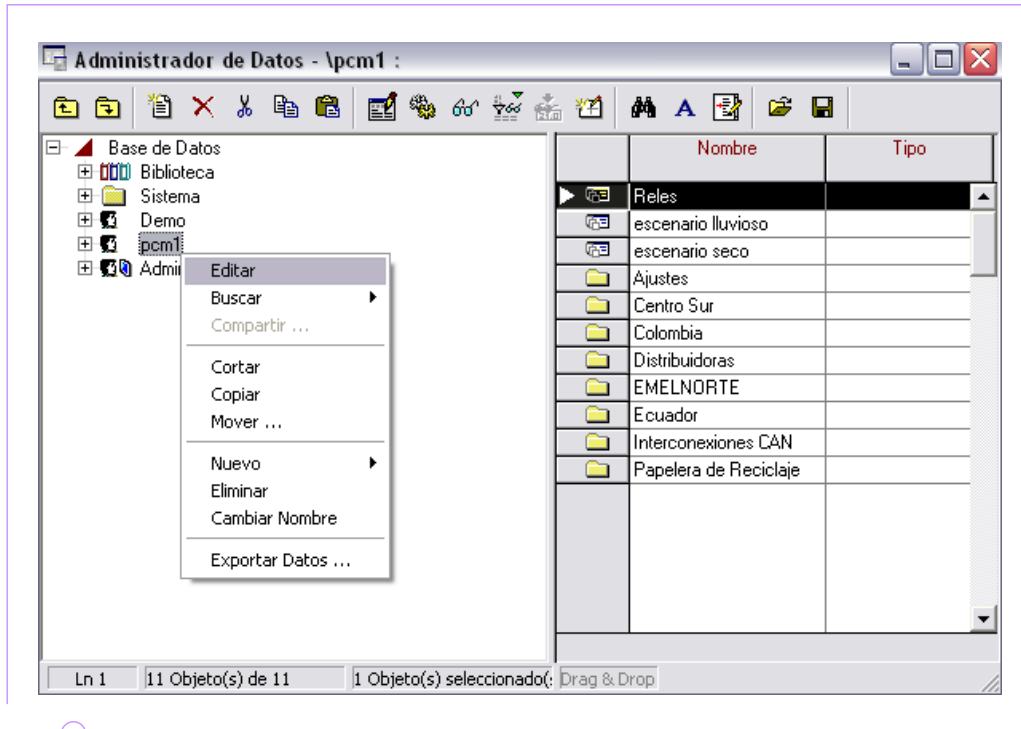 Administrador de Datos - \pcm1 :
Base de Datos
Biblioteca
Sistema
Demo
pcm1
Editar
Buscar
Compartir ...
Cortar
Copiar
Mover ...
Nuevo
Eliminar
Cambiar Nombre
Exportar Datos ...
Nombre Tipo
Reles
escenario lluvioso
escenario seco
Ajustes
Centro Sur
Colombia
Distribuidoras
EMELNORTE
Ecuador
Interconexiones CAN
Papelera de Reciclaje
Ln 1 11 Objeto(s) de 11 1 Objeto(s) seleccionado(s Drag & Drop